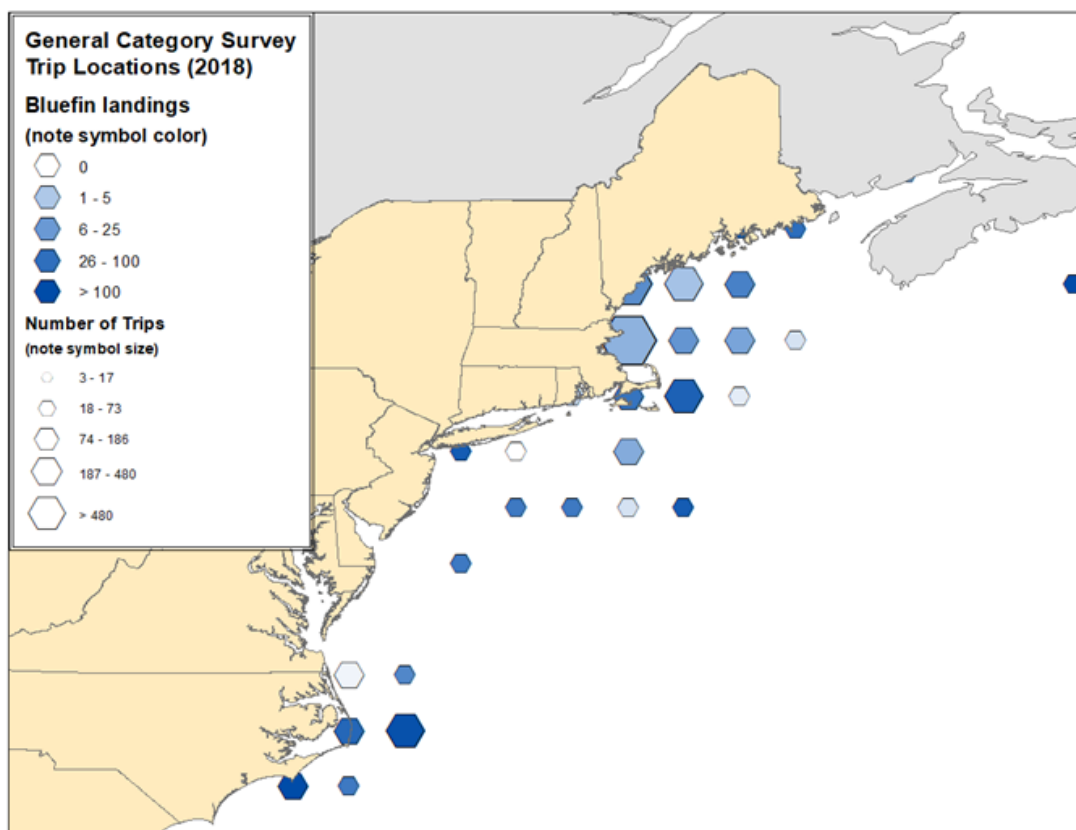 General Category Survey
Trip Locations (2018)
Bluefin landings
(note symbol color)
0
1 - 5
6 - 25
26 - 100
> 100
Number of Trips
(note symbol size)
3 - 17
18 - 73
74 - 186
187 - 480
> 480